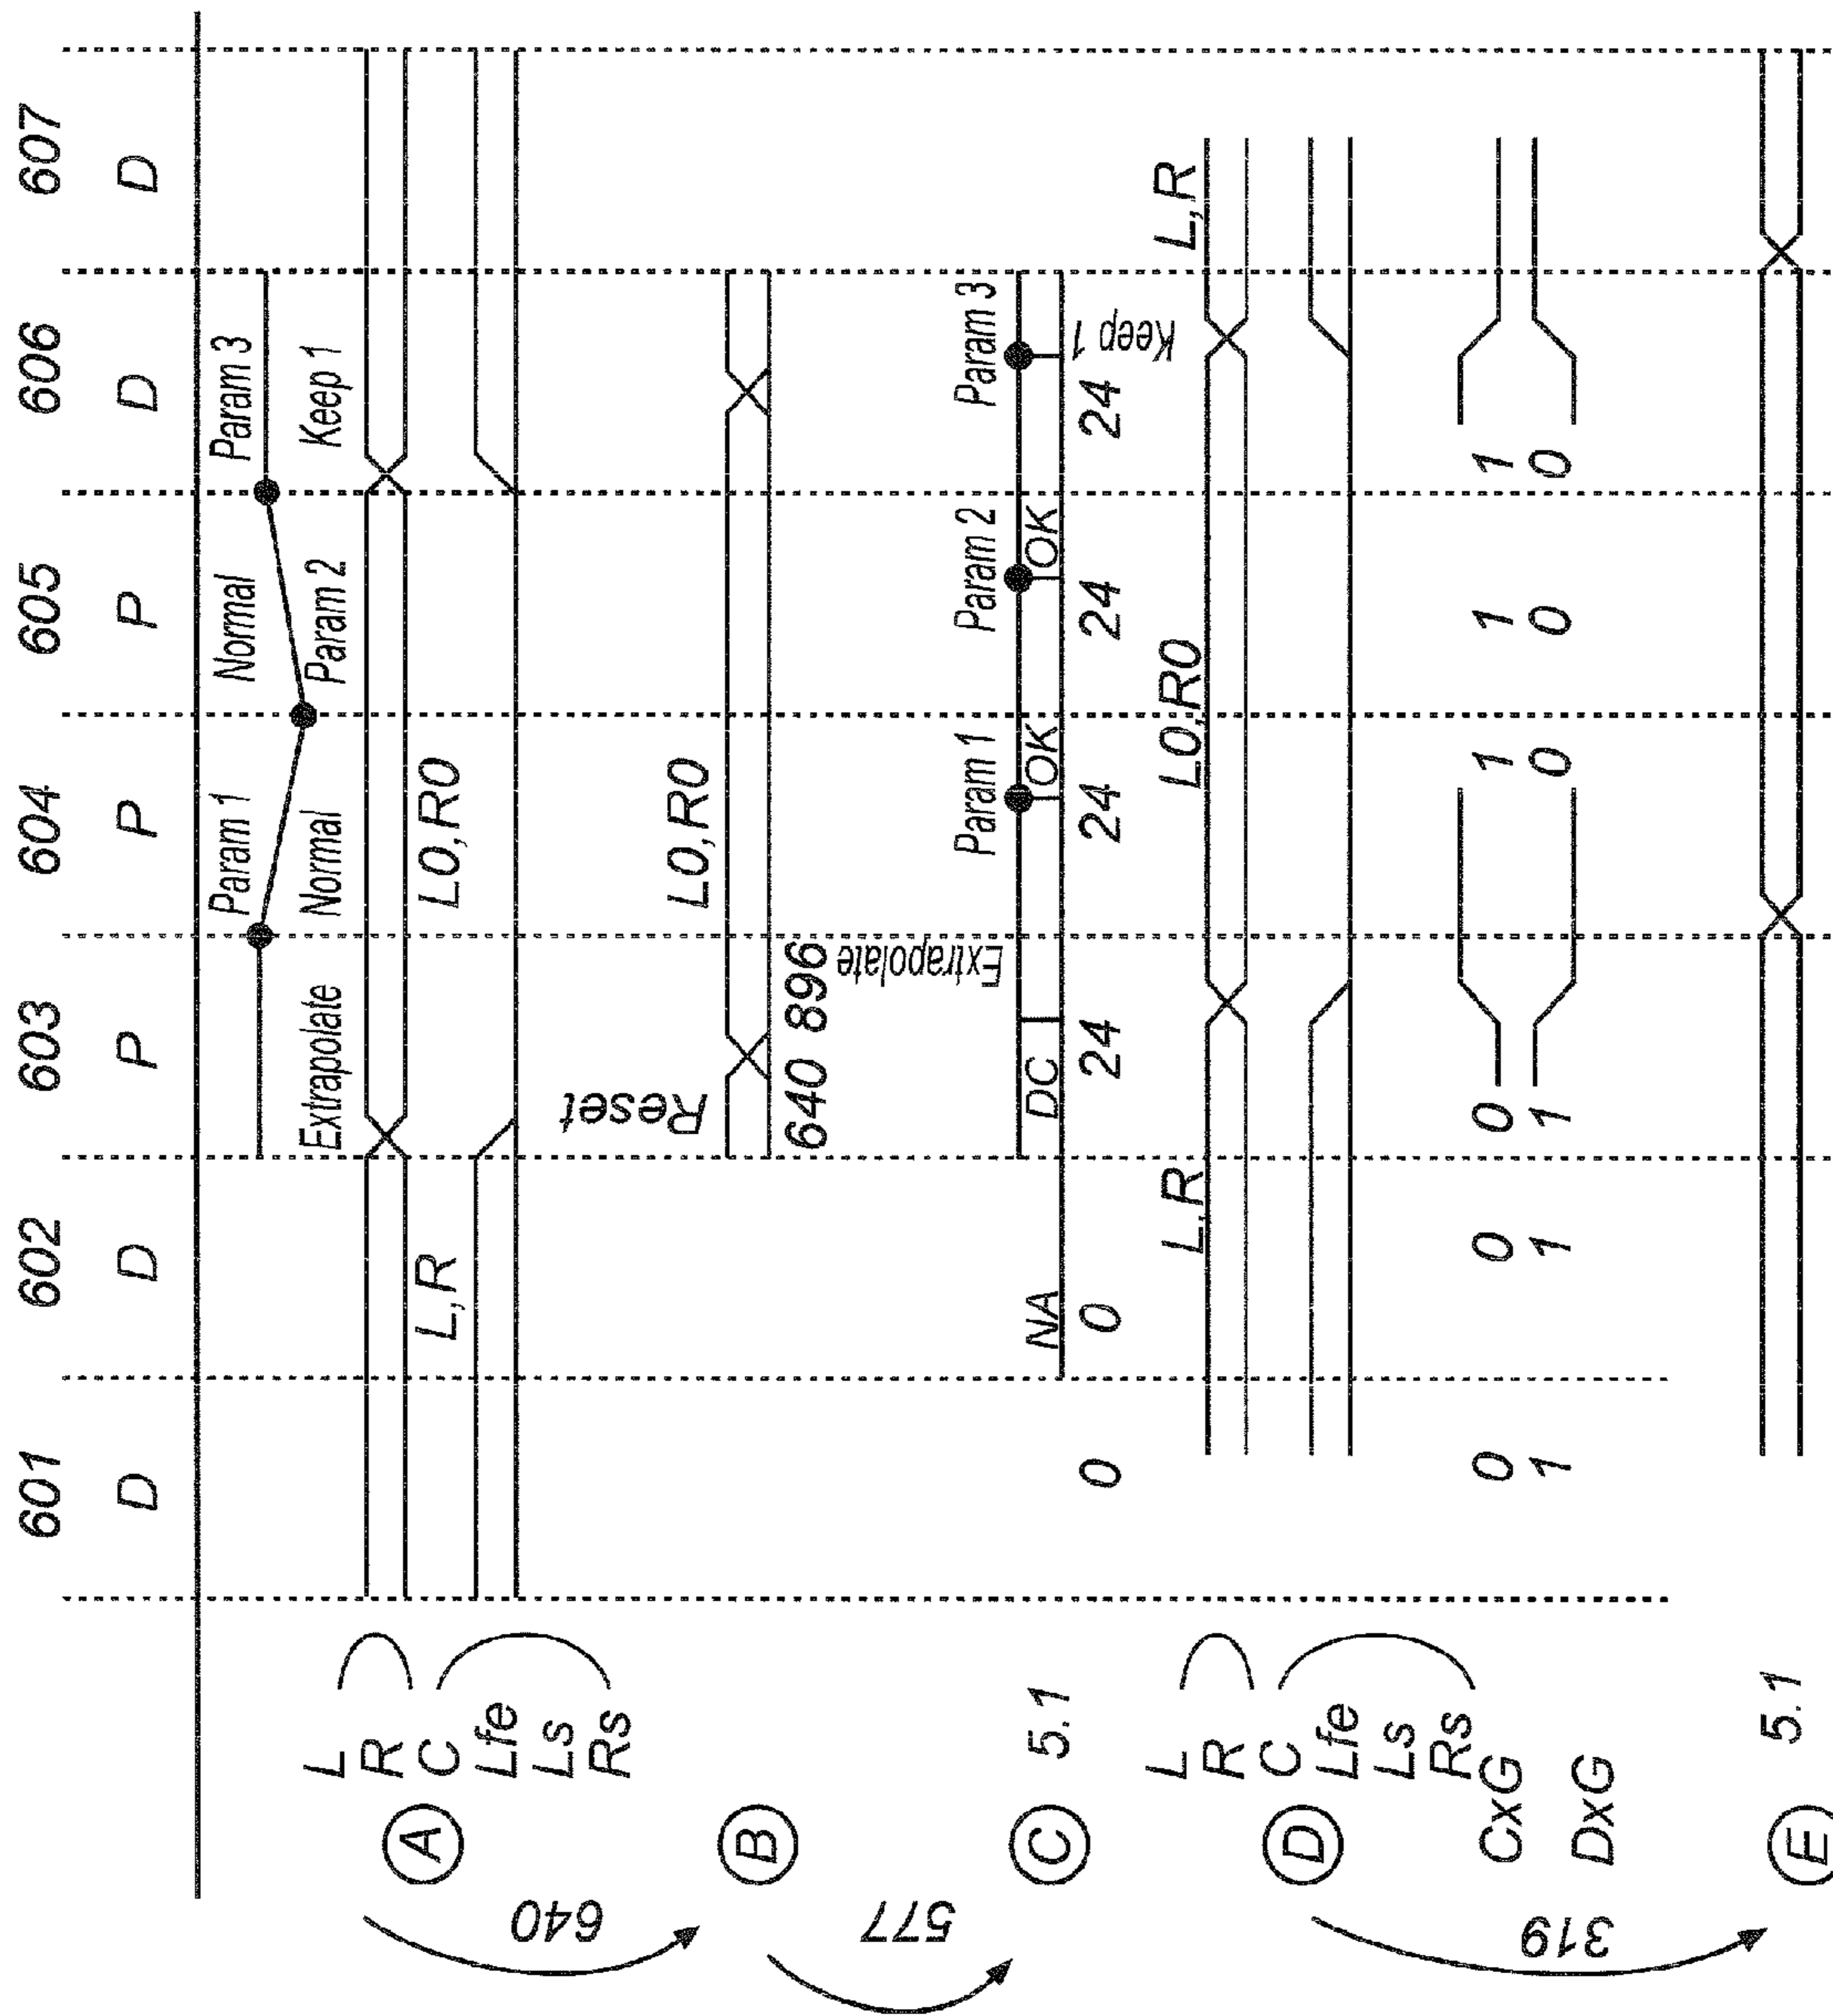 601 602 603 604 605 606 607
D D P P P D D
Param 1 Normal Param 3
Extrapolate Normal Param 2 Keep 1
L
R
C
Lfe
Ls
Rs
A
L,R L0,R0
640
Reset L0,R0
B
640 896
577
Extrapolate
Param 1 Param 2 Param 3
C 5.1
NA DC OK OK Keep 1
0 0 24 24 24 24
L,R L0,R0 L,R
L
R
C
Lfe
Ls
Rs
D
CxG
0 0 0 1 1 1
DxG
1 1 1 0 0 0
319
E 5.1